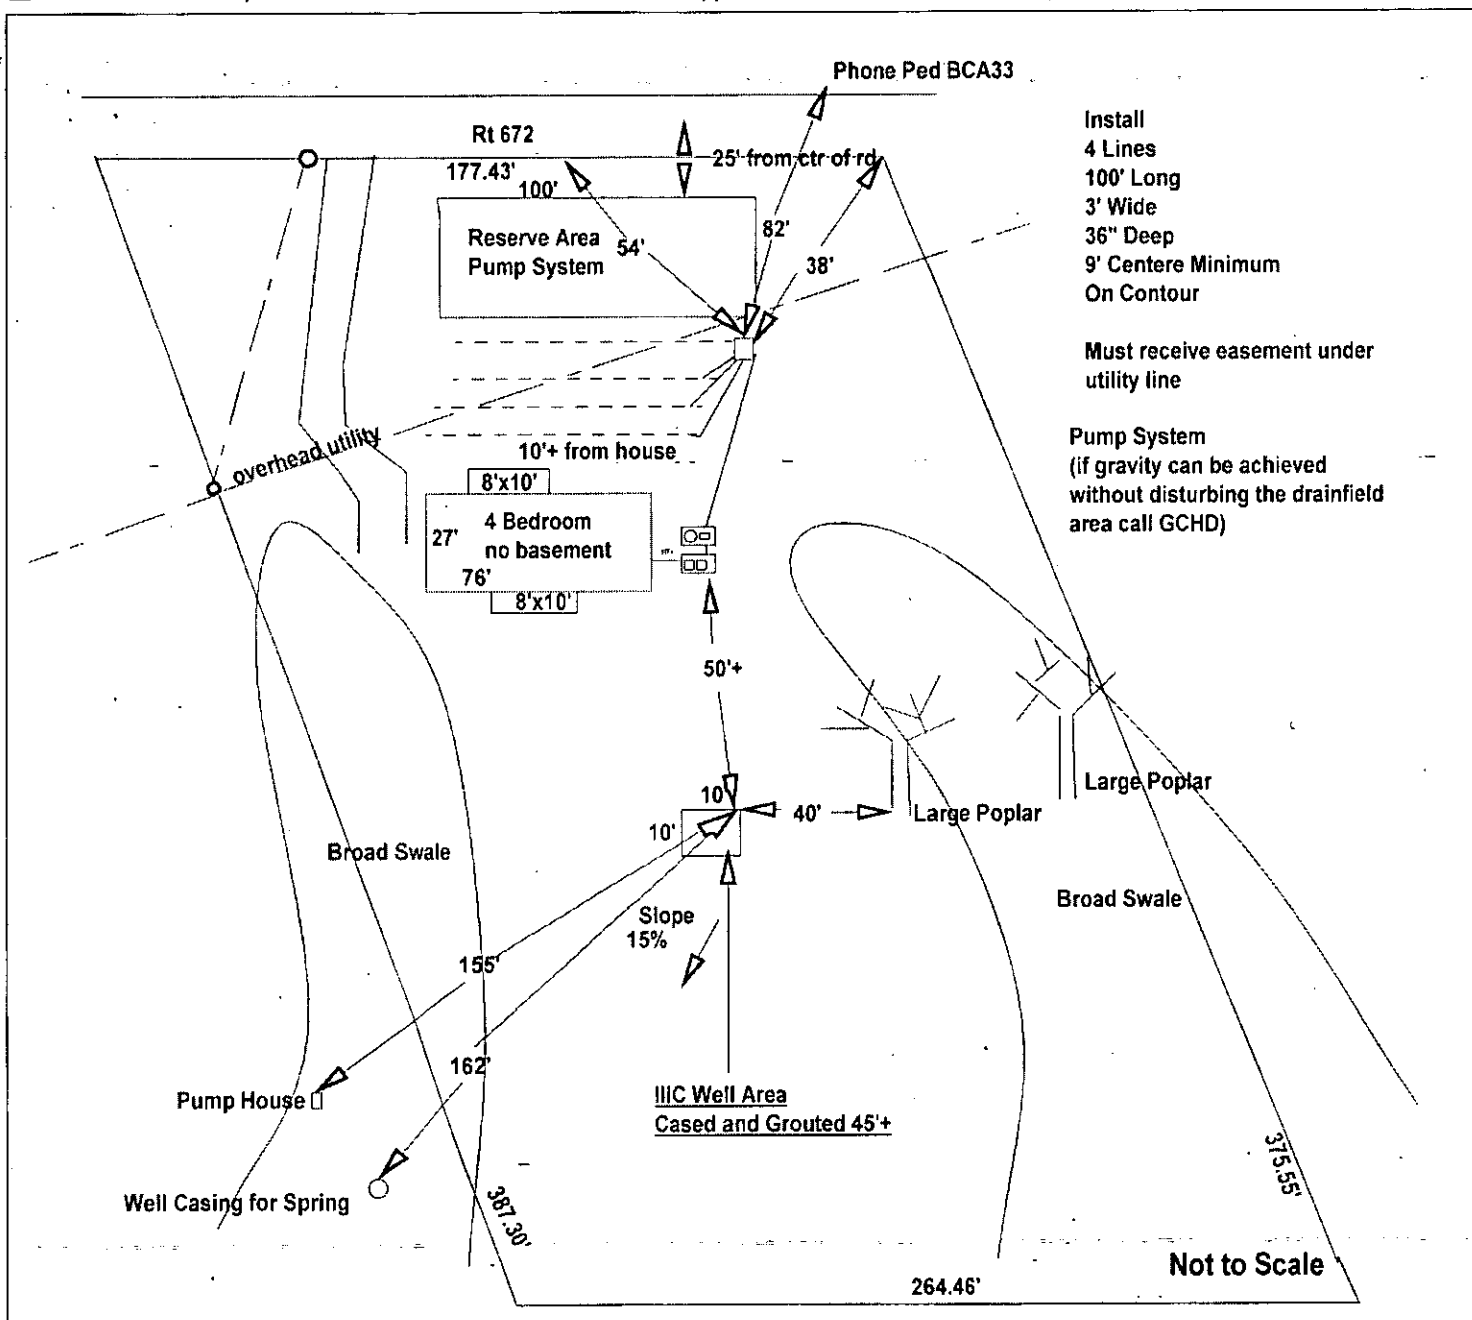 Phone Ped BCA33
Install
4 Lines
100' Long
3' Wide
36" Deep
9' Centere Minimum
On Contour
Must receive easement under
utility line
Pump System
(if gravity can be achieved
without disturbing the drainfield
area call GCHD)
Rt 672
177.43'
25' from ctr of rd
100'
Reserve Area
Pump System
54'
82'
38'
overhead utility
10'+ from house
8'x10'
4 Bedroom
no basement
27'
76'
8'x10'
50'+
10'
10'
40'
Large Poplar
Large Poplar
Broad Swale
Broad Swale
Slope
15%
155'
162'
Pump House
IIIC Well Area
Cased and Grouted 45'+
Well Casing for Spring
387.30'
375.55'
264.46'
Not to Scale